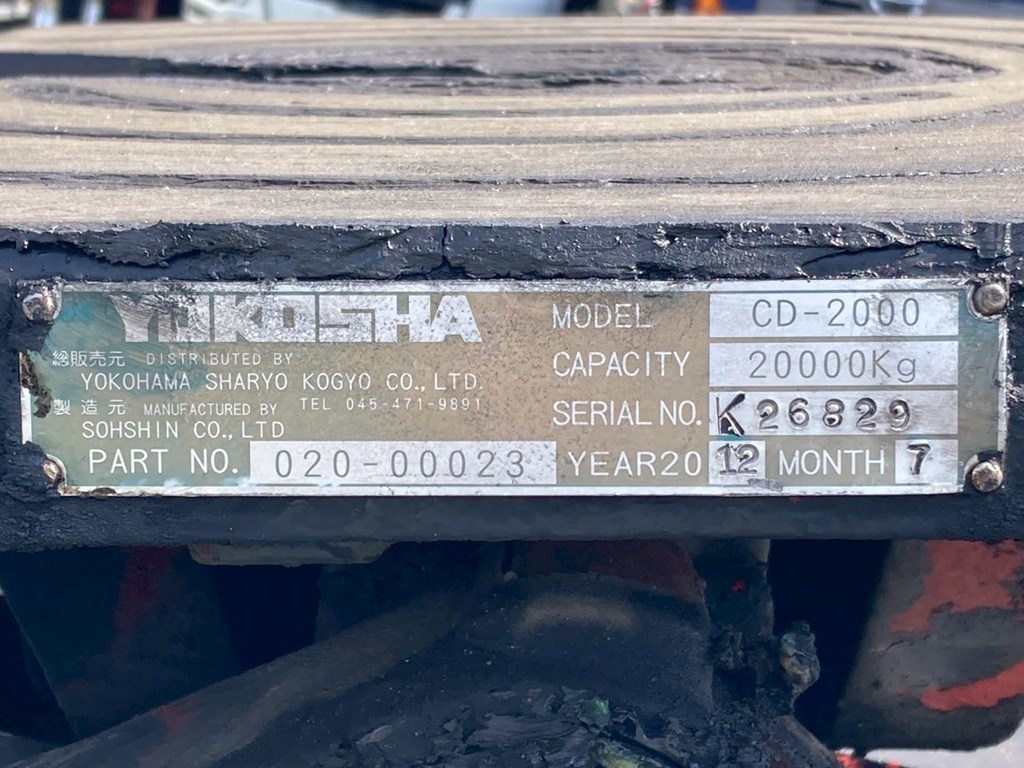 YOKOSHA
総販売元 DISTRIBUTED BY
YOKOHAMA SHARYO KOGYO CO., LTD.
TEL 045-471-9891
製造元 MANUFACTURED BY
SOHSHIN CO., LTD
PART NO. 020-00023
MODEL CD-2000
CAPACITY 20000Kg
SERIAL NO. K26829
YEAR 2012 MONTH 7